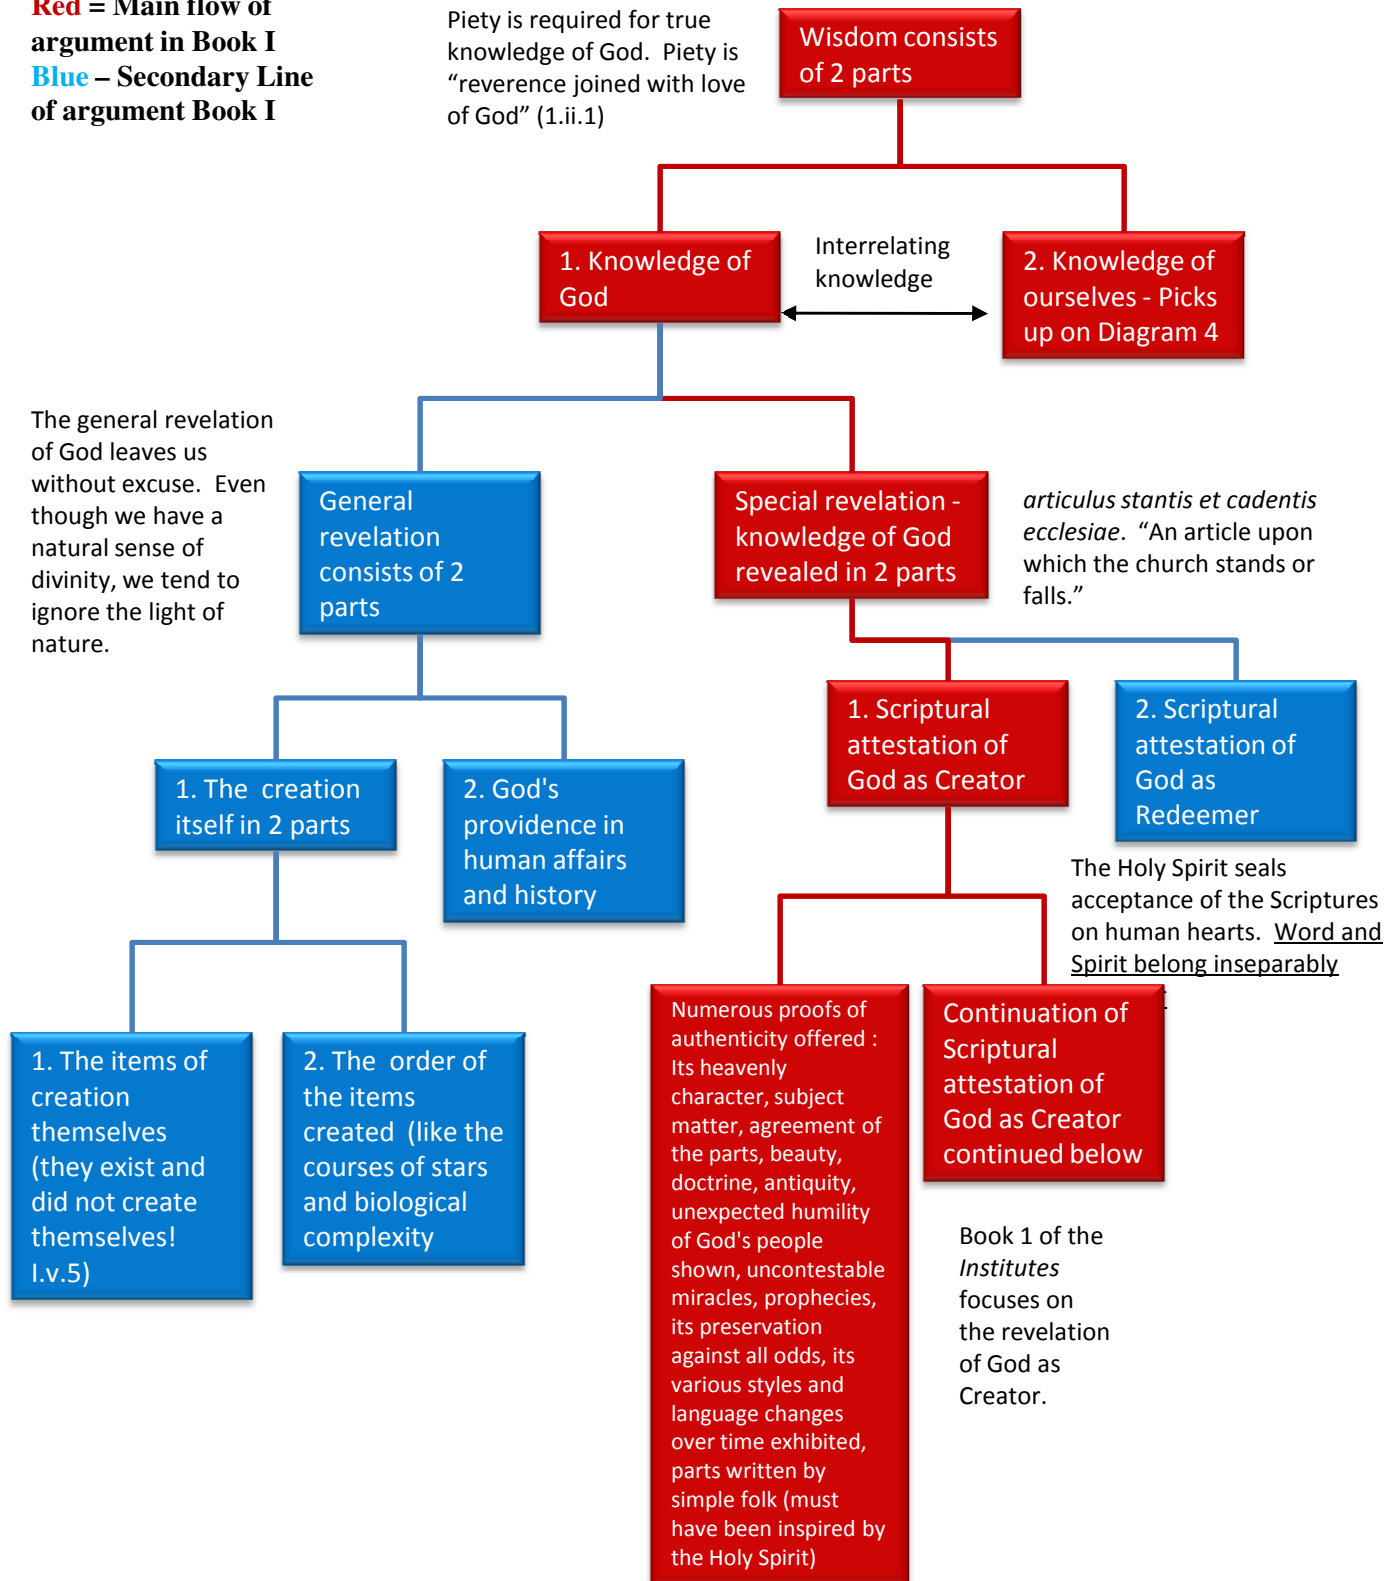 Red = Main flow of
argument in Book I
Blue – Secondary Line
of argument Book I
Piety is required for true
knowledge of God.  Piety is
“reverence joined with love
of God” (1.ii.1)
Wisdom consists
of 2 parts
1. Knowledge of
God
Interrelating
knowledge
2. Knowledge of
ourselves - Picks
up on Diagram 4
The general revelation
of God leaves us
without excuse.  Even
though we have a
natural sense of
divinity, we tend to
ignore the light of
nature.
General
revelation
consists of 2
parts
Special revelation -
knowledge of God
revealed in 2 parts
articulus stantis et cadentis
ecclesiae.  “An article upon
which the church stands or
falls.”
1. The  creation
itself in 2 parts
2. God's
providence in
human affairs
and history
1. Scriptural
attestation of
God as Creator
2. Scriptural
attestation of
God as
Redeemer
The Holy Spirit seals
acceptance of the Scriptures
on human hearts.  Word and
Spirit belong inseparably
1. The items of
creation
themselves
(they exist and
did not create
themselves!
I.v.5)
2. The  order of
the items
created  (like the
courses of stars
and biological
complexity
Numerous proofs of
authenticity offered :
Its heavenly
character, subject
matter, agreement of
the parts, beauty,
doctrine, antiquity,
unexpected humility
of God's people
shown, uncontestable
miracles, prophecies,
its preservation
against all odds, its
various styles and
language changes
over time exhibited,
parts written by
simple folk (must
have been inspired by
the Holy Spirit)
Continuation of
Scriptural
attestation of
God as Creator
continued below
Book 1 of the
Institutes
focuses on
the revelation
of God as
Creator.